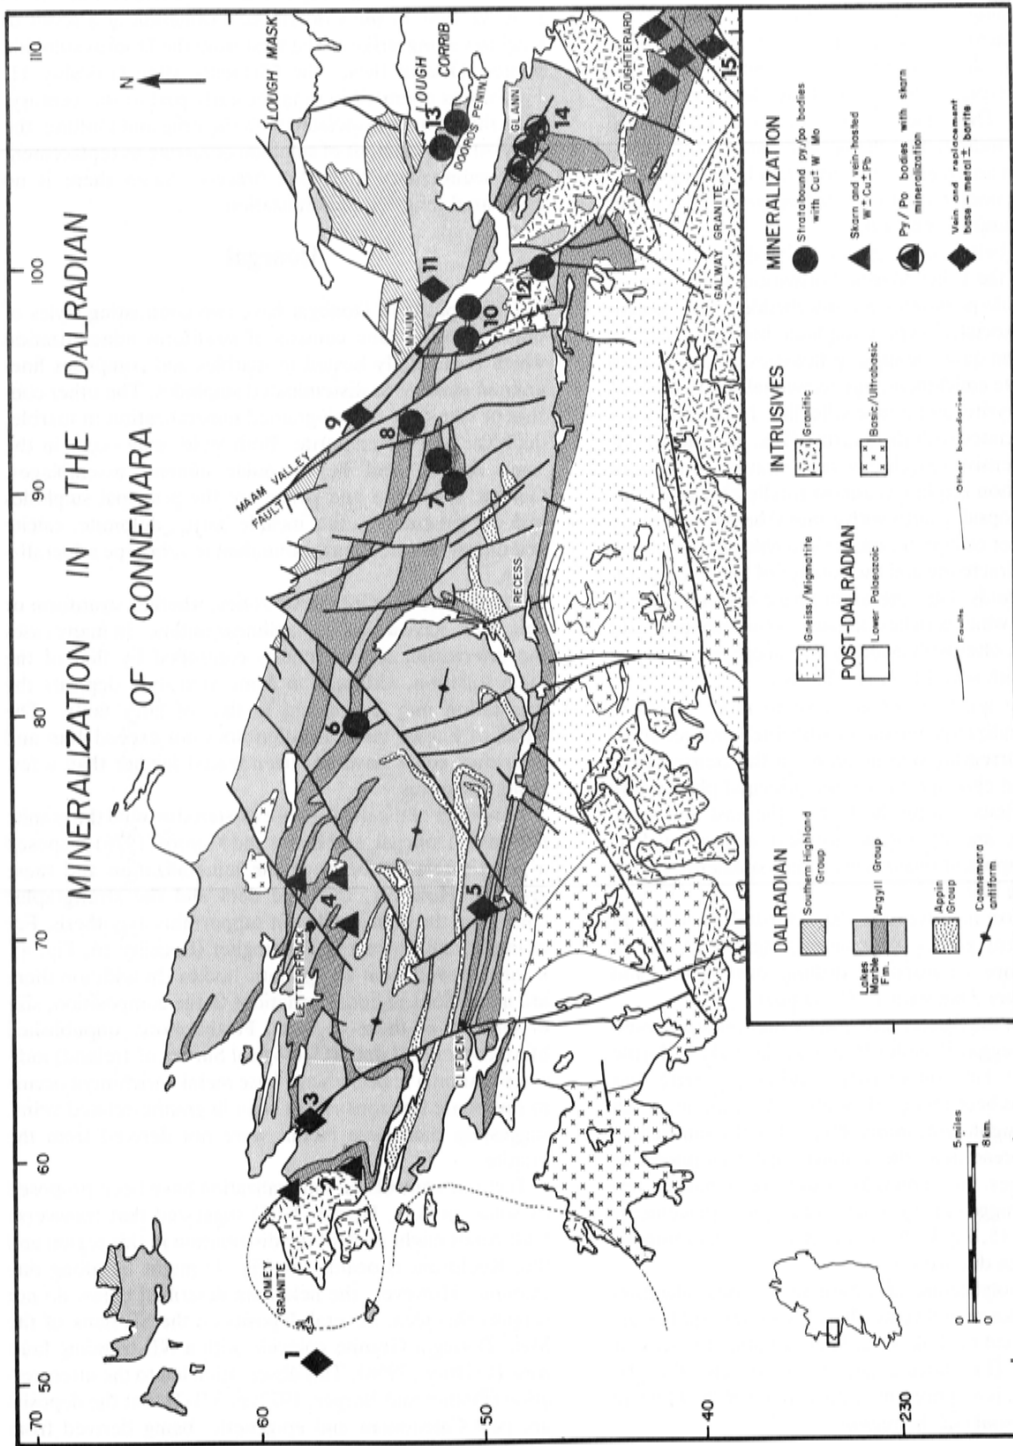 MINERALIZATION IN THE DALRADIAN
OF CONNEMARA
N
LOUGH MASK
LOUGH CORRIB
DOOROS PENIN.
GLANN
OUGHTERARD
MAUM
MAAM VALLEY
FAULT
RECESS
GALWAY GRANITE
LETTERFRACK
CLIFDEN
OMEY
GRANITE
1
2
3
4
5
6
7
8
9
10
11
12
13
14
15
50
60
70
80
90
100
110
70
60
50
40
230
DALRADIAN
Southern Highland
Group
Lakes
Marble
Fm.
Argyll Group
Appin
Group
Connemara
antiform
INTRUSIVES
Gneiss/Migmatite
Granitic
Basic/Ultrabasic
POST-DALRADIAN
Lower Palaeozoic
Faults
Other boundaries
MINERALIZATION
Stratabound py/po bodies
with Cu± W Mo
Skarn and vein-hosted
W±Cu±Pb
Py/Po bodies with skarn
mineralization
Vein and replacement
base-metal ± barite
0 5 miles
0 8 km.